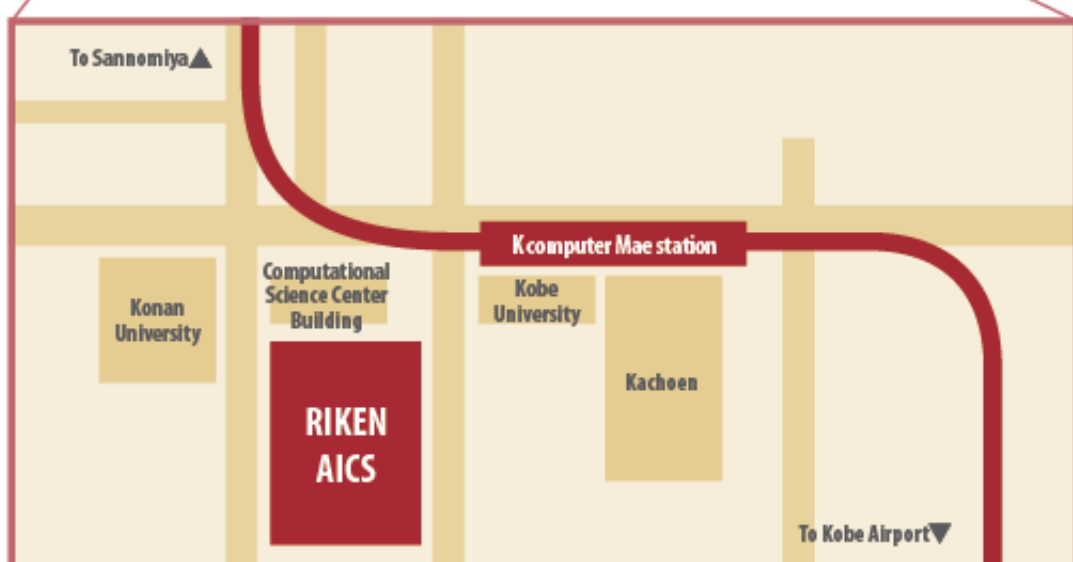 To Sannomiya▲
K computer Mae station
Computational
Science Center
Building
Kobe
University
Konan
University
Kachoen
RIKEN
AICS
To Kobe Airport▼